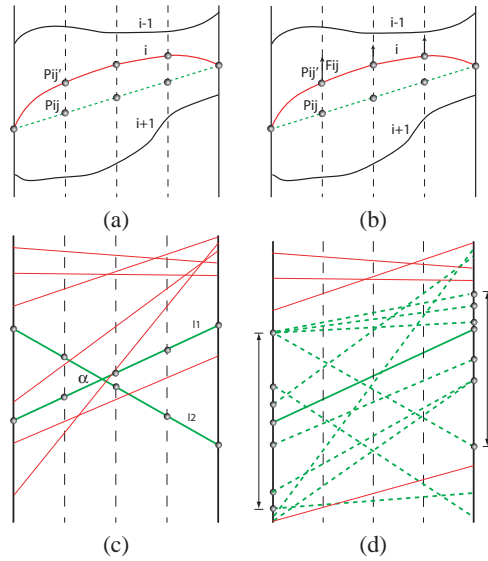 i-1
i
Pij'
Pij
i+1
(a)
i-1
i
Pij'
Fij
Pij
i+1
(b)
l1
α
l2
(c)
(d)